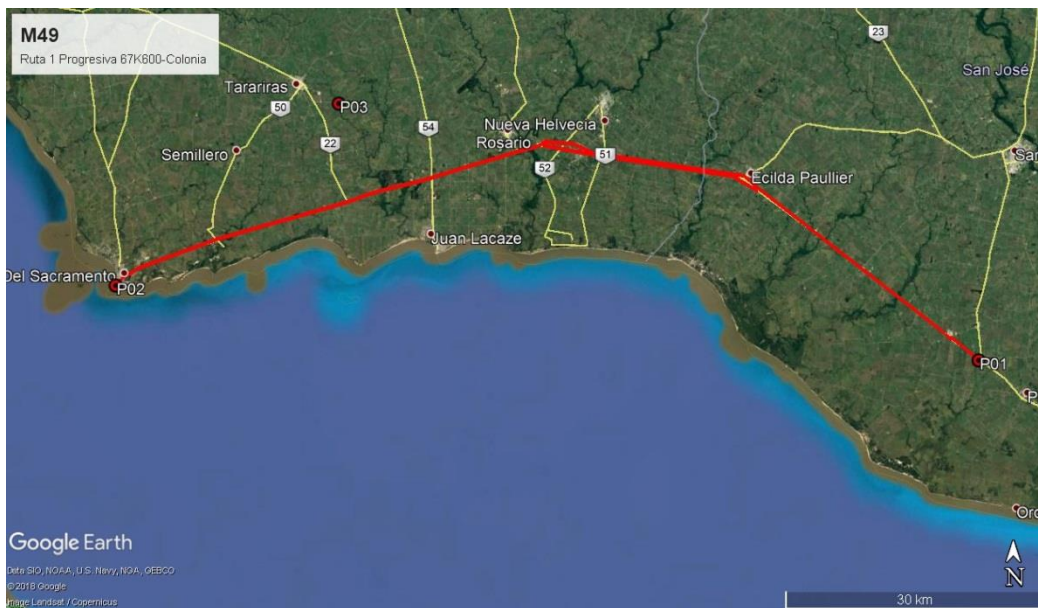 M49
Ruta 1 Progresiva 67K600-Colonia
23
San José
Tarariras
P03
50
54
Nueva Helvecia
Semillero
22
Rosario
51
San
52
Ecilda Paullier
Juan Lacaze
Del Sacramento
P02
P01
P
Oro
Google Earth
Data SIO, NOAA, U.S. Navy, NGA, GEBCO
©2018 Google
Image Landsat / Copernicus
N
30 km